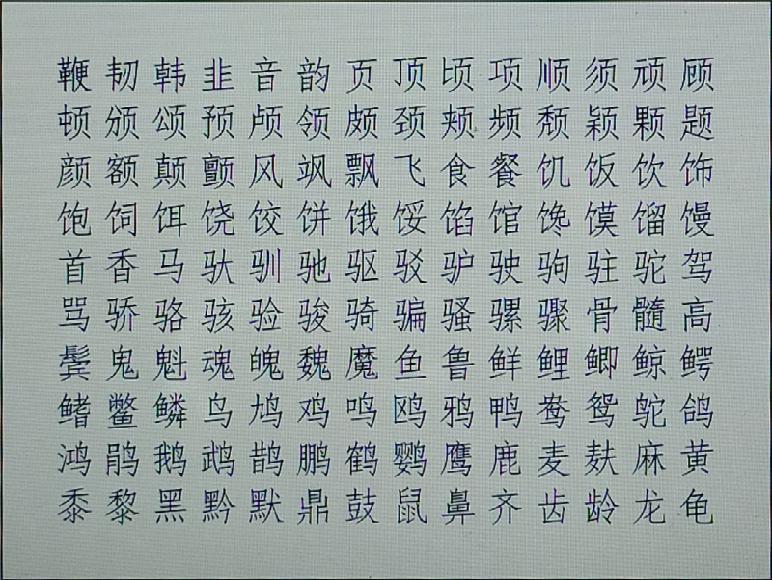 鞭韧韩韭音韵页顶顷项顺须顽顾
顿颁颂预颅领颇颈颊频颓颖颗题
颜额颠颤风飒飘飞食餐饥饭饮饰
饱饲饵饶饺饼饿馁馅馆馋馍馏馒
首香马驮驯驰驱驳驴驶驹驻驼驾
骂骄骆骇验骏骑骗骚骡骤骨髓高
鬓鬼魁魂魄魏魔鱼鲁鲜鲤鲫鲸鳄
鳍鳖鳞鸟鸠鸡鸣鸥鸦鸭鸯鸳鸵鸽
鸿鹃鹅鹉鹊鹏鹤鹦鹰鹿麦麸麻黄
黍黎黑黔默鼎鼓鼠鼻齐齿龄龙龟